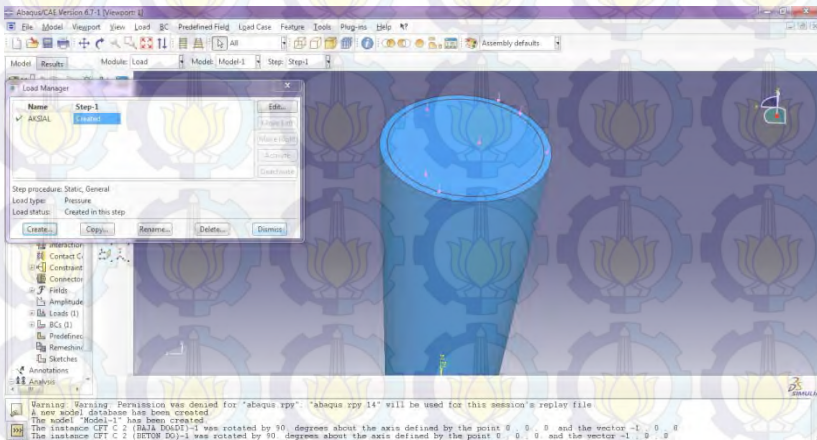 Abaqus/CAE Version 6.7-1 [Viewport: 1]
File Model Viewport View Load BC Predefined Field Load Case Feature Tools Plug-ins Help
All
Assembly defaults
Model Results Module: Load Model: Model-1 Step: Step-1
Load Manager
Name Step-1
AKSIAL Created
Edit...
Activate
Step procedure: Static, General
Load type: Pressure
Load status: Created in this step
Create... Copy... Rename... Delete... Dismiss
Interaction
Contact Co
Constraint
Connector
Fields
Amplitude
Loads (1)
BCs (1)
Predefined
Remeshing
Sketches
Annotations
Analysis
SIMULIA
Warning: Permission was denied for "abaqus.rpy". "abaqus.rpy.14" will be used for this session's replay file
A new model database has been created.
The model "Model-1" has been created.
The instance CFT C 2 (BAJA DO&DI)-1 was rotated by 90. degrees about the axis defined by the point 0., 0., 0. and the vector -1., 0., 0.
The instance CFT C 2 (BETON DO)-1 was rotated by 90. degrees about the axis defined by the point 0., 0., 0. and the vector -1., 0., 0.